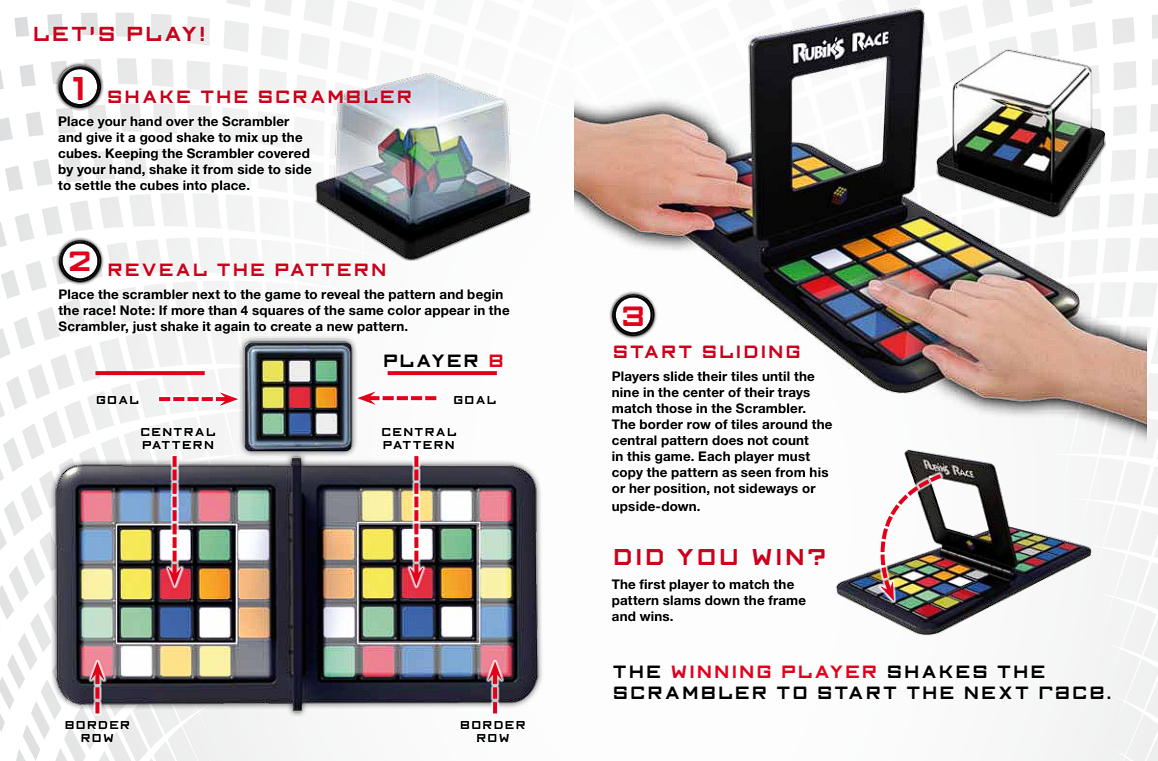 LET'S PLAY!
1 SHAKE THE SCRAMBLER
Place your hand over the Scrambler
and give it a good shake to mix up the
cubes. Keeping the Scrambler covered
by your hand, shake it from side to side
to settle the cubes into place.
2 REVEAL THE PATTERN
Place the scrambler next to the game to reveal the pattern and begin
the race! Note: If more than 4 squares of the same color appear in the
Scrambler, just shake it again to create a new pattern.
PLAYER B
GOAL
GOAL
CENTRAL
PATTERN
CENTRAL
PATTERN
BORDER
ROW
BORDER
ROW
RUBIK'S RACE
3
START SLIDING
Players slide their tiles until the
nine in the center of their trays
match those in the Scrambler.
The border row of tiles around the
central pattern does not count
in this game. Each player must
copy the pattern as seen from his
or her position, not sideways or
upside-down.
RUBIK'S RACE
DID YOU WIN?
The first player to match the
pattern slams down the frame
and wins.
THE WINNING PLAYER SHAKES THE
SCRAMBLER TO START THE NEXT race.